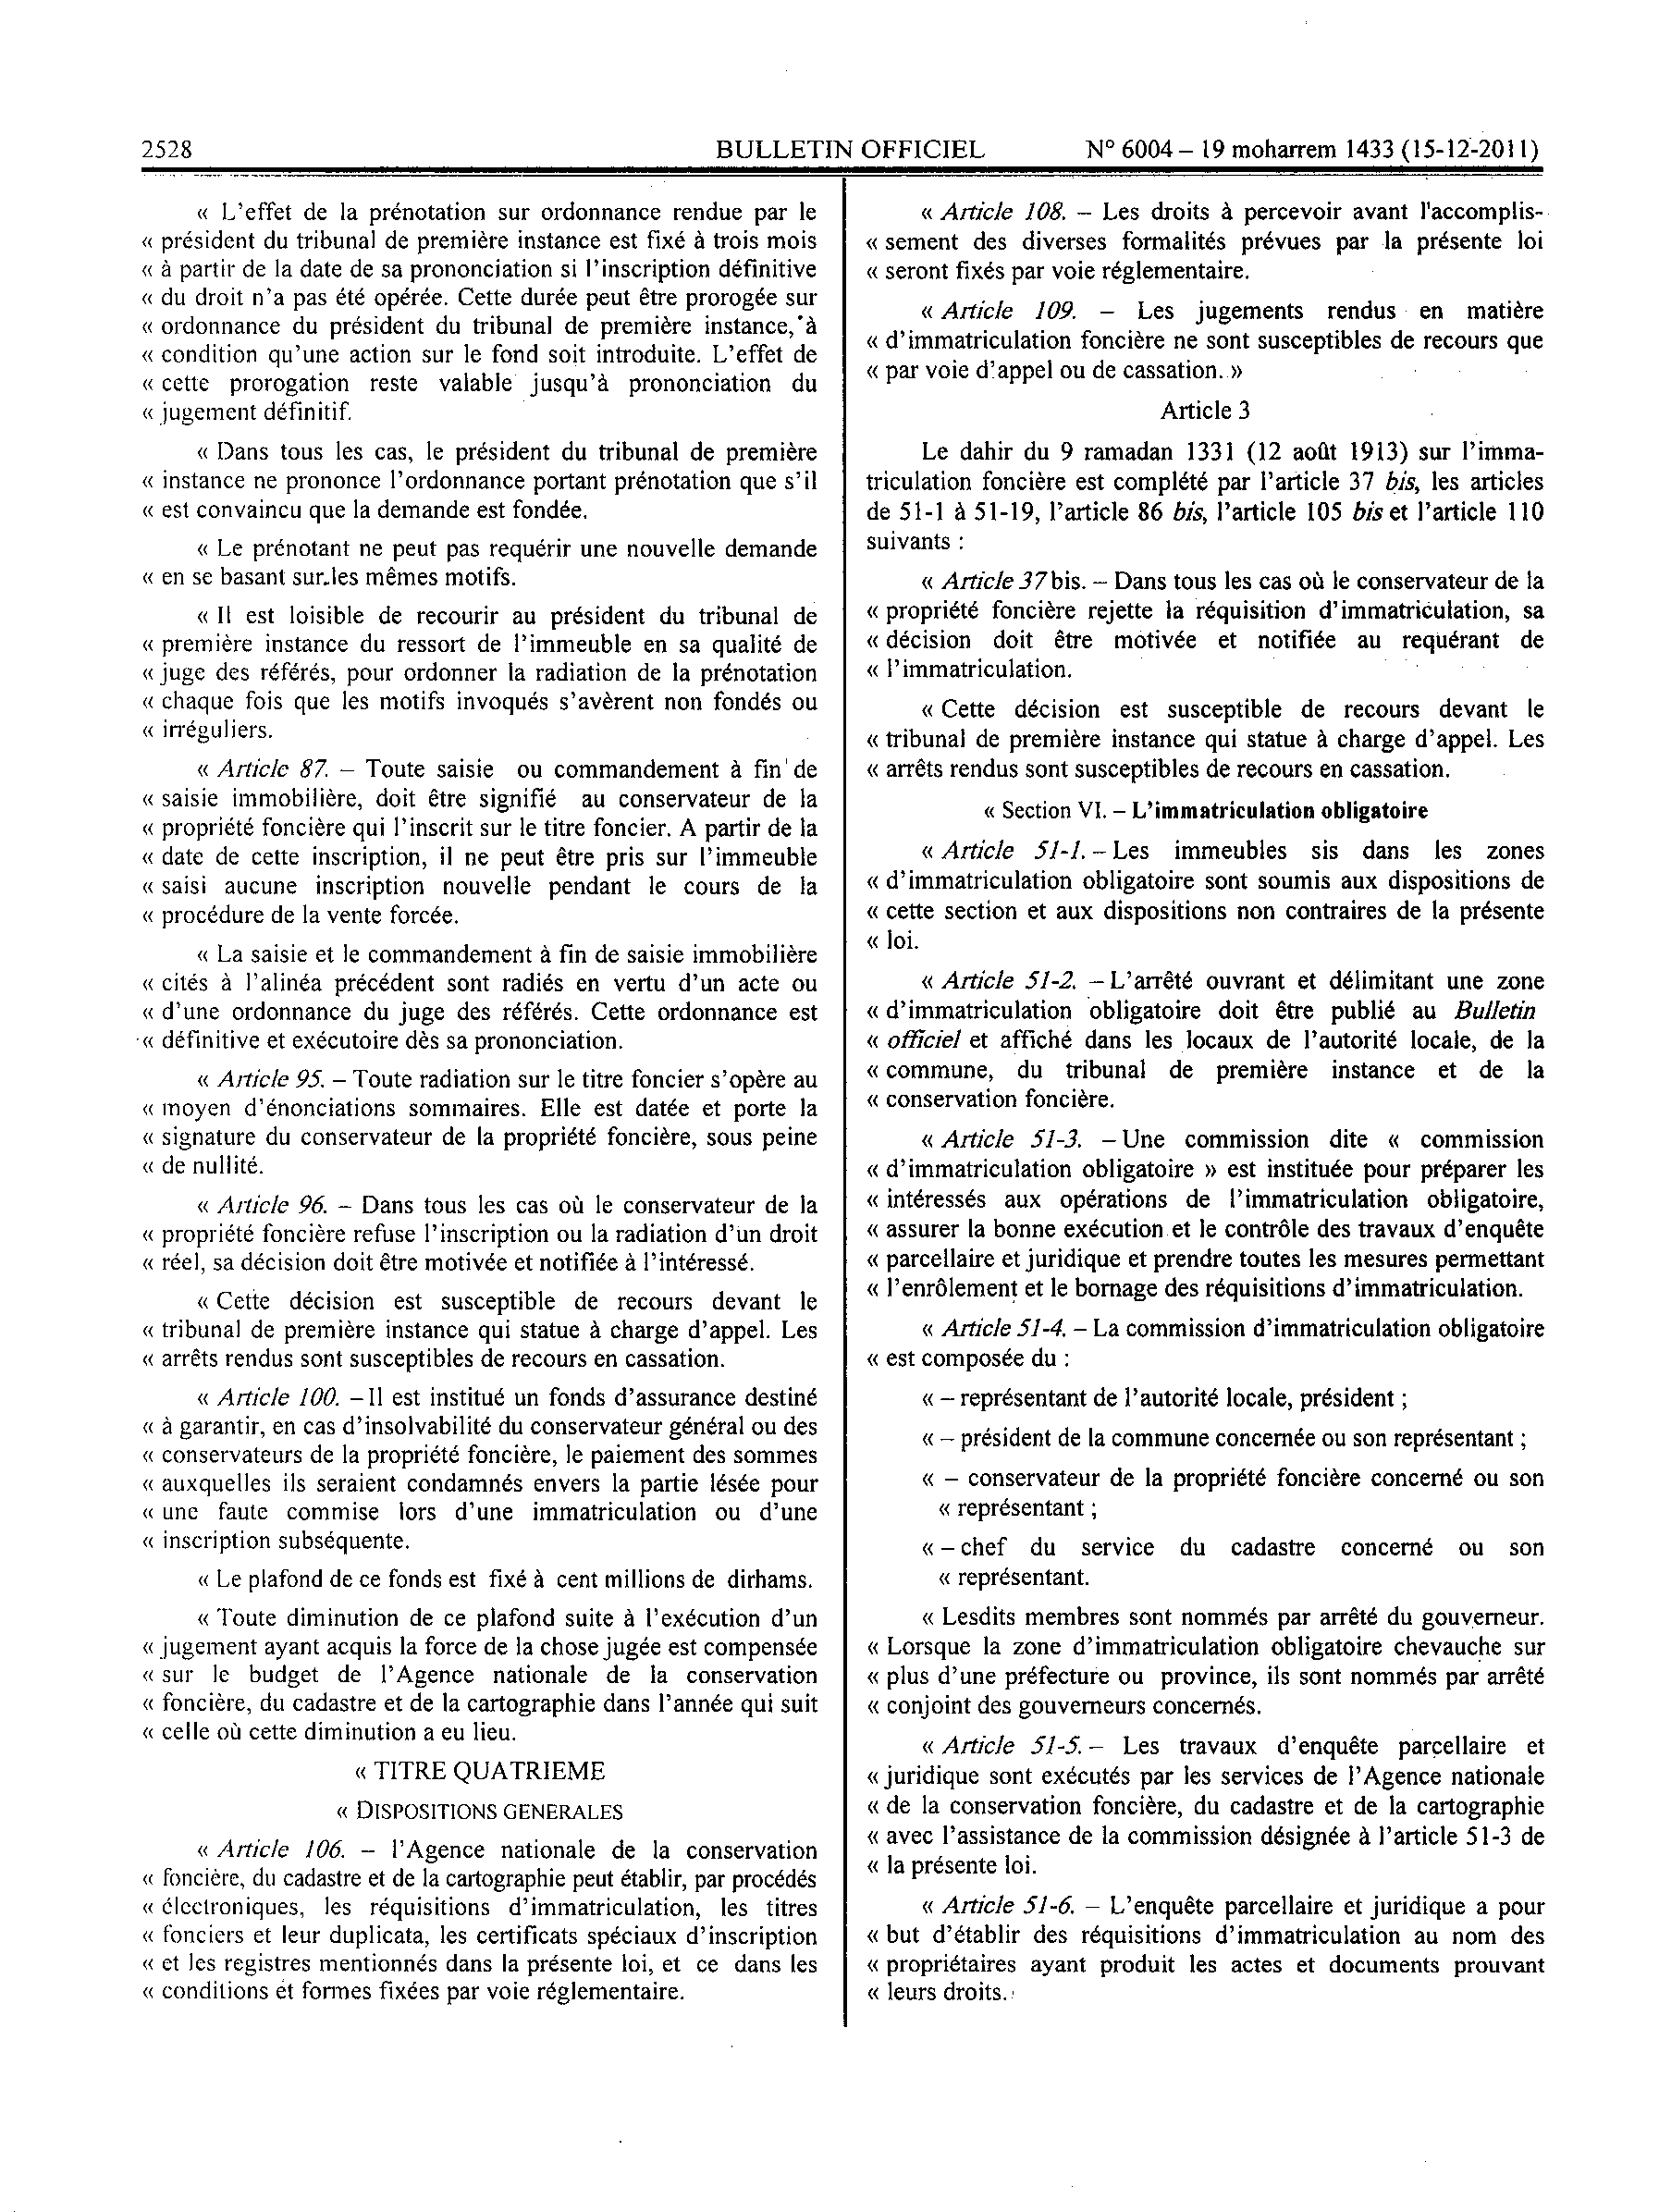 2528
BULLETIN OFFICIEL
N° 6004 – 19 moharrem 1433 (15-12-2011)
« L'effet de la prénotation sur ordonnance rendue par le
« président du tribunal de première instance est fixé à trois mois
« à partir de la date de sa prononciation si l'inscription définitive
« du droit n'a pas été opérée. Cette durée peut être prorogée sur
« ordonnance du président du tribunal de première instance, à
« condition qu'une action sur le fond soit introduite. L'effet de
« cette prorogation reste valable jusqu'à prononciation du
« jugement définitif.
« Dans tous les cas, le président du tribunal de première
« instance ne prononce l'ordonnance portant prénotation que s'il
« est convaincu que la demande est fondée.
« Le prénotant ne peut pas requérir une nouvelle demande
« en se basant sur les mêmes motifs.
« Il est loisible de recourir au président du tribunal de
« première instance du ressort de l'immeuble en sa qualité de
« juge des référés, pour ordonner la radiation de la prénotation
« chaque fois que les motifs invoqués s'avèrent non fondés ou
« irréguliers.
« Article 87. – Toute saisie ou commandement à fin de
« saisie immobilière, doit être signifié au conservateur de la
« propriété foncière qui l'inscrit sur le titre foncier. A partir de la
« date de cette inscription, il ne peut être pris sur l'immeuble
« saisi aucune inscription nouvelle pendant le cours de la
« procédure de la vente forcée.
« La saisie et le commandement à fin de saisie immobilière
« cités à l'alinéa précédent sont radiés en vertu d'un acte ou
« d'une ordonnance du juge des référés. Cette ordonnance est
« définitive et exécutoire dès sa prononciation.
« Article 95. – Toute radiation sur le titre foncier s'opère au
« moyen d'énonciations sommaires. Elle est datée et porte la
« signature du conservateur de la propriété foncière, sous peine
« de nullité.
« Article 96. – Dans tous les cas où le conservateur de la
« propriété foncière refuse l'inscription ou la radiation d'un droit
« réel, sa décision doit être motivée et notifiée à l'intéressé.
« Cette décision est susceptible de recours devant le
« tribunal de première instance qui statue à charge d'appel. Les
« arrêts rendus sont susceptibles de recours en cassation.
« Article 100. – Il est institué un fonds d'assurance destiné
« à garantir, en cas d'insolvabilité du conservateur général ou des
« conservateurs de la propriété foncière, le paiement des sommes
« auxquelles ils seraient condamnés envers la partie lésée pour
« une faute commise lors d'une immatriculation ou d'une
« inscription subséquente.
« Le plafond de ce fonds est fixé à cent millions de dirhams.
« Toute diminution de ce plafond suite à l'exécution d'un
« jugement ayant acquis la force de la chose jugée est compensée
« sur le budget de l'Agence nationale de la conservation
« foncière, du cadastre et de la cartographie dans l'année qui suit
« celle où cette diminution a eu lieu.
« TITRE QUATRIEME
« DISPOSITIONS GENERALES
« Article 106. – l'Agence nationale de la conservation
« foncière, du cadastre et de la cartographie peut établir, par procédés
« électroniques, les réquisitions d'immatriculation, les titres
« fonciers et leur duplicata, les certificats spéciaux d'inscription
« et les registres mentionnés dans la présente loi, et ce dans les
« conditions et formes fixées par voie réglementaire.
« Article 108. – Les droits à percevoir avant l'accomplis-
« sement des diverses formalités prévues par la présente loi
« seront fixés par voie réglementaire.
« Article 109. – Les jugements rendus en matière
« d'immatriculation foncière ne sont susceptibles de recours que
« par voie d'appel ou de cassation. »
Article 3
Le dahir du 9 ramadan 1331 (12 août 1913) sur l'imma-
triculation foncière est complété par l'article 37 bis, les articles
de 51-1 à 51-19, l'article 86 bis, l'article 105 bis et l'article 110
suivants :
« Article 37 bis. – Dans tous les cas où le conservateur de la
« propriété foncière rejette la réquisition d'immatriculation, sa
« décision doit être motivée et notifiée au requérant de
« l'immatriculation.
« Cette décision est susceptible de recours devant le
« tribunal de première instance qui statue à charge d'appel. Les
« arrêts rendus sont susceptibles de recours en cassation.
« Section VI. – L'immatriculation obligatoire
« Article 51-1. – Les immeubles sis dans les zones
« d'immatriculation obligatoire sont soumis aux dispositions de
« cette section et aux dispositions non contraires de la présente
« loi.
« Article 51-2. – L'arrêté ouvrant et délimitant une zone
« d'immatriculation obligatoire doit être publié au Bulletin
« officiel et affiché dans les locaux de l'autorité locale, de la
« commune, du tribunal de première instance et de la
« conservation foncière.
« Article 51-3. – Une commission dite « commission
« d'immatriculation obligatoire » est instituée pour préparer les
« intéressés aux opérations de l'immatriculation obligatoire,
« assurer la bonne exécution et le contrôle des travaux d'enquête
« parcellaire et juridique et prendre toutes les mesures permettant
« l'enrôlement et le bornage des réquisitions d'immatriculation.
« Article 51-4. – La commission d'immatriculation obligatoire
« est composée du :
« – représentant de l'autorité locale, président ;
« – président de la commune concernée ou son représentant ;
« – conservateur de la propriété foncière concerné ou son
« représentant ;
« – chef du service du cadastre concerné ou son
« représentant.
« Lesdits membres sont nommés par arrêté du gouverneur.
« Lorsque la zone d'immatriculation obligatoire chevauche sur
« plus d'une préfecture ou province, ils sont nommés par arrêté
« conjoint des gouverneurs concernés.
« Article 51-5. – Les travaux d'enquête parcellaire et
« juridique sont exécutés par les services de l'Agence nationale
« de la conservation foncière, du cadastre et de la cartographie
« avec l'assistance de la commission désignée à l'article 51-3 de
« la présente loi.
« Article 51-6. – L'enquête parcellaire et juridique a pour
« but d'établir des réquisitions d'immatriculation au nom des
« propriétaires ayant produit les actes et documents prouvant
« leurs droits.